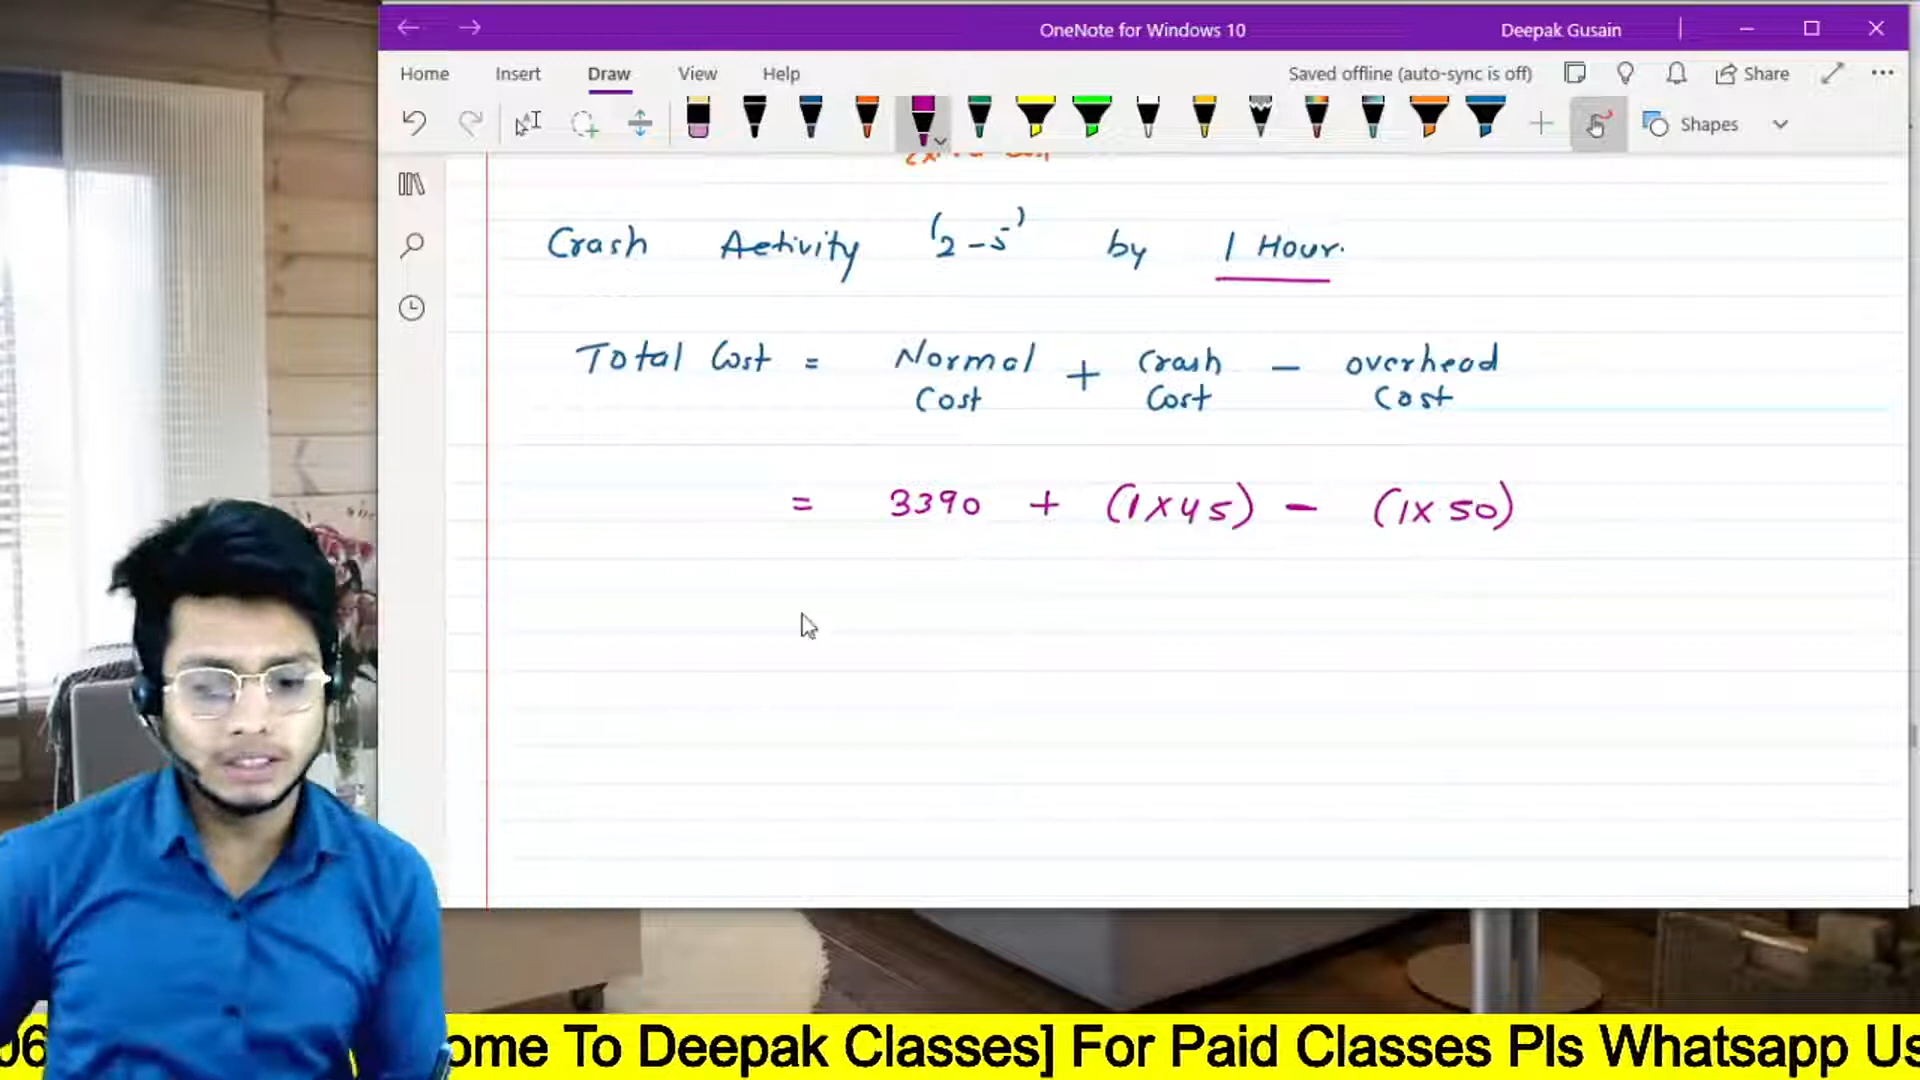 OneNote for Windows 10 Deepak Gusain
Home Insert Draw View Help Saved offline (auto-sync is off) Share
Shapes
Crash Activity (2-5) by 1 Hour.
Total Cost = Normal Cost + Crash Cost - overhead Cost
= 3390 + (1x45) - (1x50)
06 ome To Deepak Classes] For Paid Classes Pls Whatsapp Us